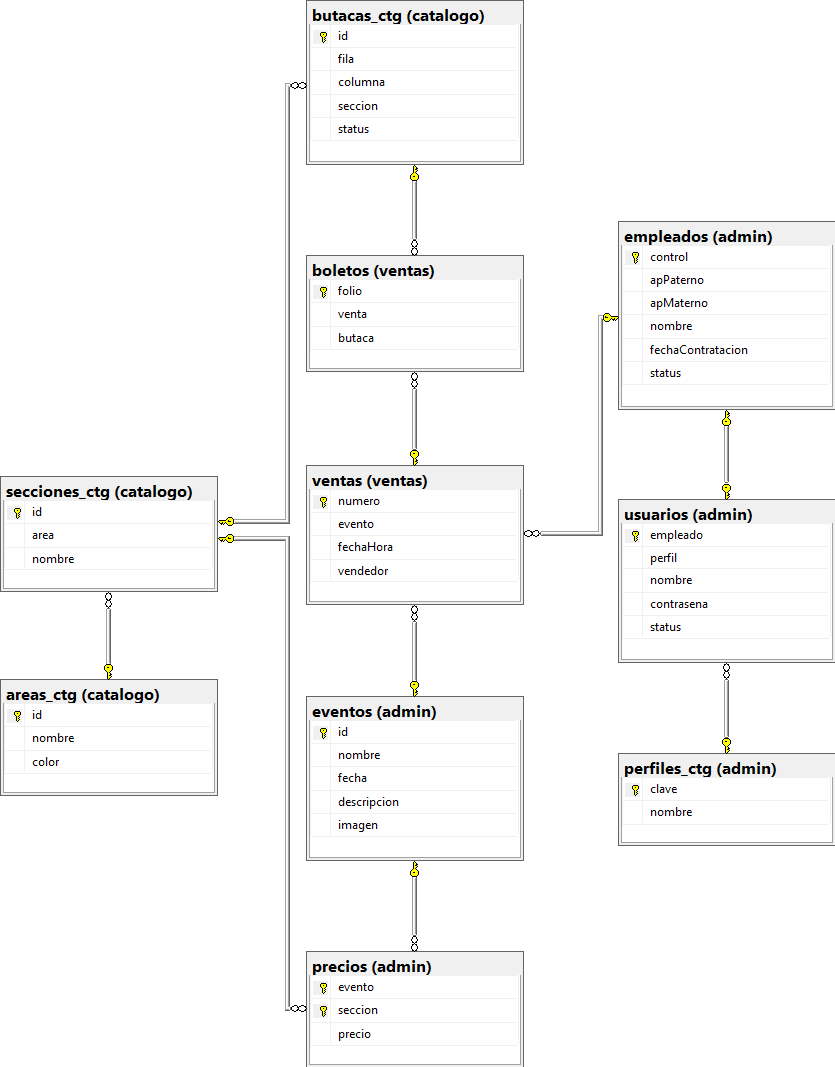 butacas_ctg (catalogo)
id
fila
columna
seccion
status
boletos (ventas)
folio
venta
butaca
empleados (admin)
control
apPaterno
apMaterno
nombre
fechaContratacion
status
secciones_ctg (catalogo)
id
area
nombre
ventas (ventas)
numero
evento
fechaHora
vendedor
usuarios (admin)
empleado
perfil
nombre
contrasena
status
areas_ctg (catalogo)
id
nombre
color
eventos (admin)
id
nombre
fecha
descripcion
imagen
perfiles_ctg (admin)
clave
nombre
precios (admin)
evento
seccion
precio